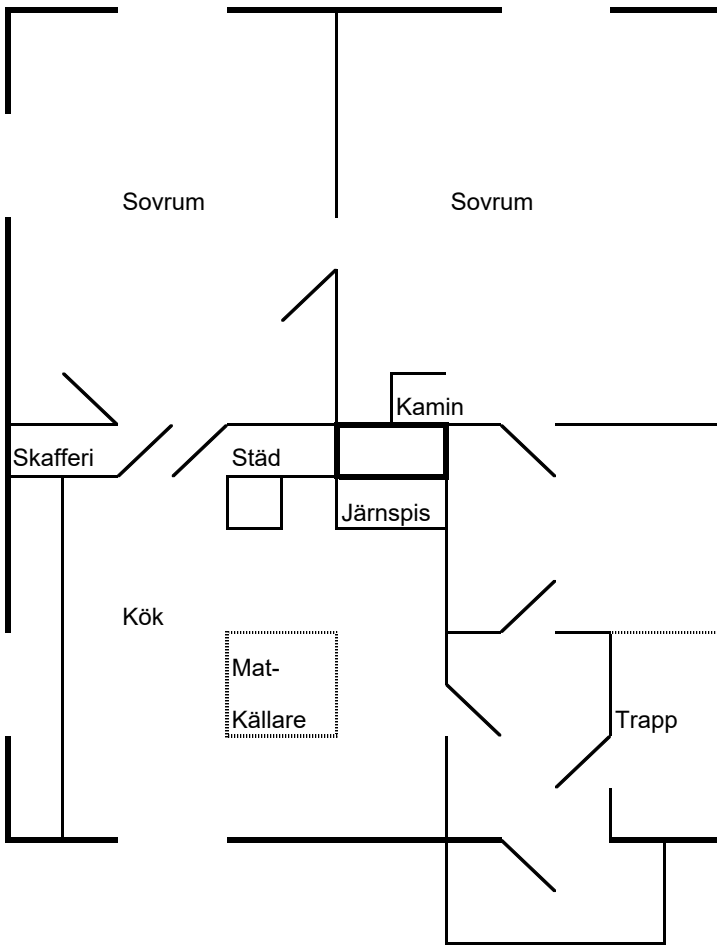 Sovrum
Sovrum
Kamin
Skafferi
Städ
Järnspis
Kök
Mat-
Källare
Trapp